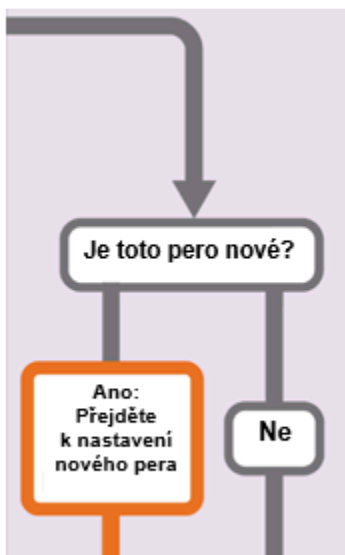 Je toto pero nové?
Ano:
Přejděte
k nastavení
nového pera
Ne